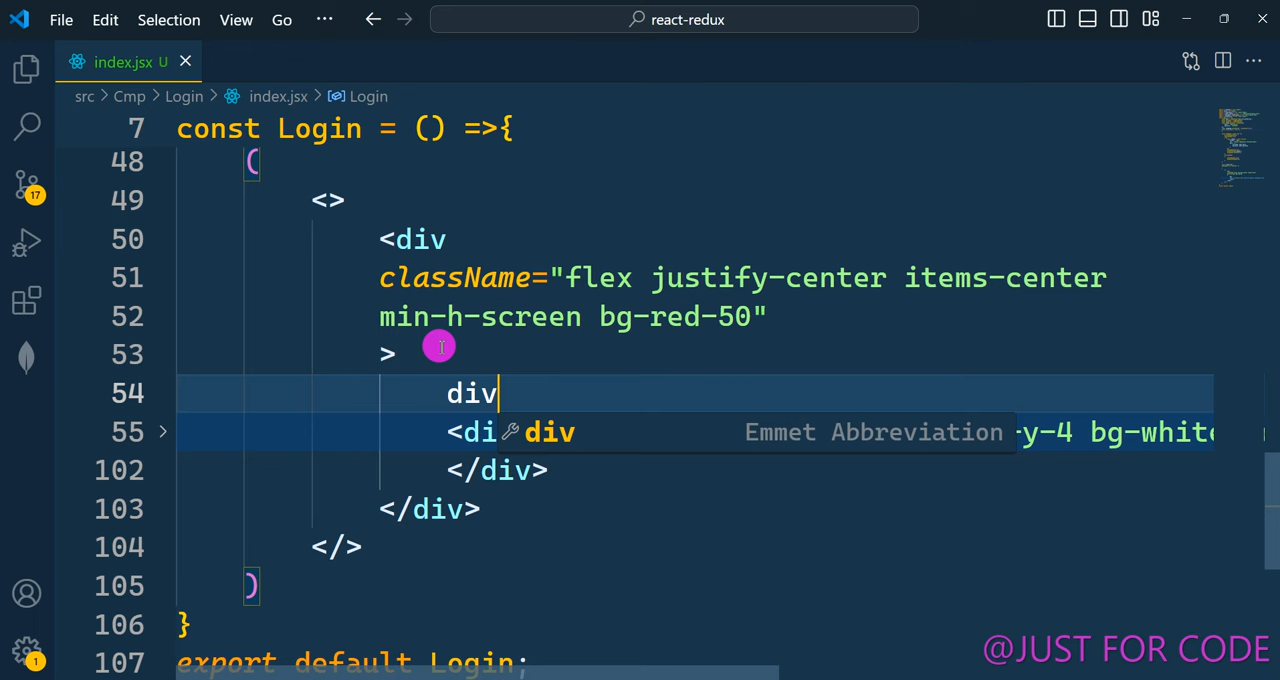 File Edit Selection View Go ··· react-redux
index.jsx U
src > Cmp > Login > index.jsx > Login
7 const Login = () =>{
48 (
49 <>
50 <div
51 className="flex justify-center items-center
52 min-h-screen bg-red-50"
53 >
54 div
55 <di -y-4 bg-white
div Emmet Abbreviation
102 </div>
103 </div>
104 </>
105 )
106 }
107 export default Login;
17
1
@JUST FOR CODE